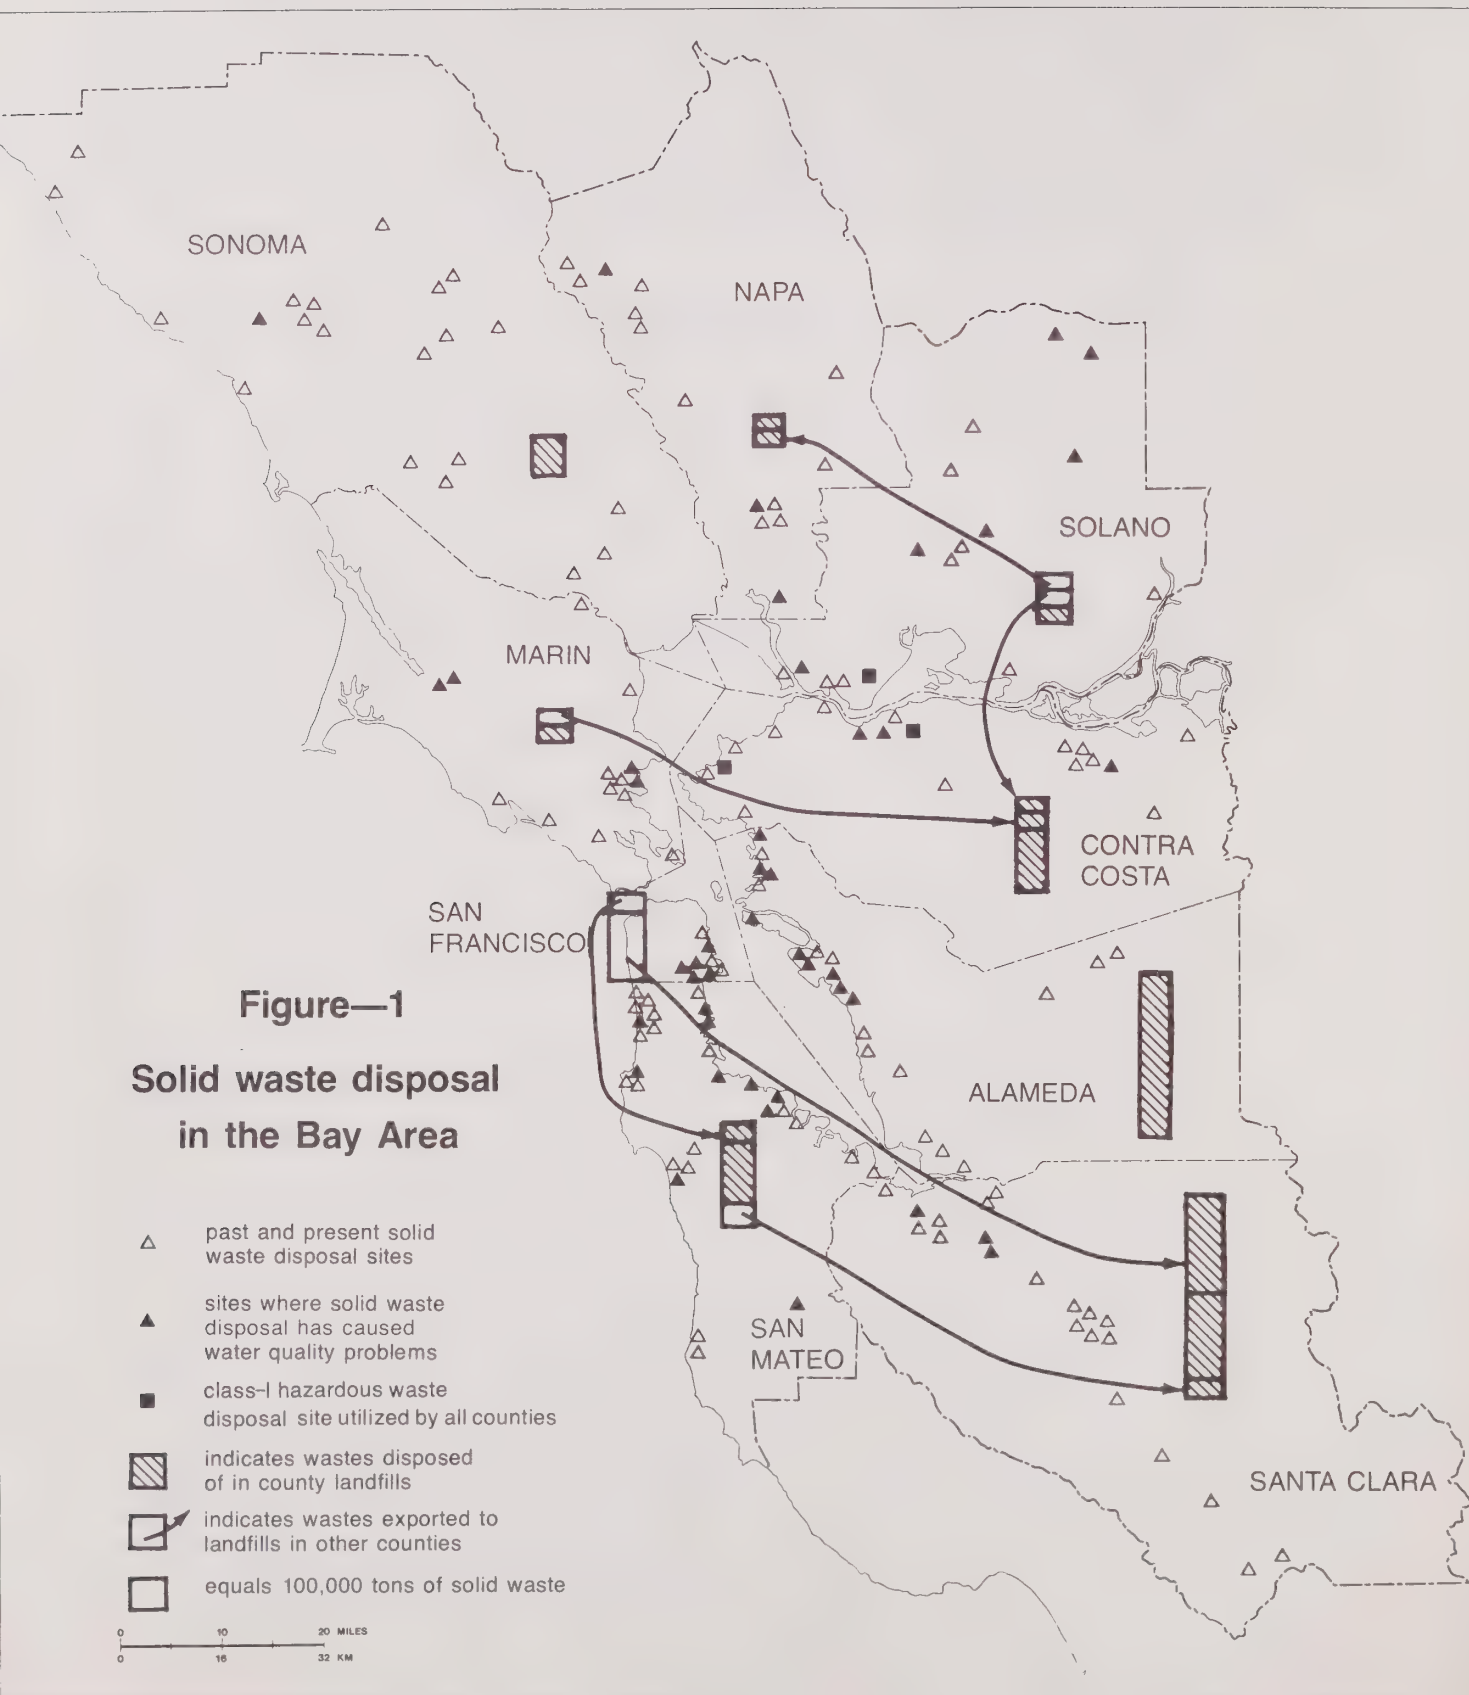 SONOMA
NAPA
SOLANO
MARIN
CONTRA
COSTA
SAN
FRANCISCO
ALAMEDA
SAN
MATEO
SANTA CLARA
Figure—1
Solid waste disposal
in the Bay Area
past and present solid
waste disposal sites
sites where solid waste
disposal has caused
water quality problems
class-I hazardous waste
disposal site utilized by all counties
indicates wastes disposed
of in county landfills
indicates wastes exported to
landfills in other counties
equals 100,000 tons of solid waste
0 10 20 MILES
0 16 32 KM